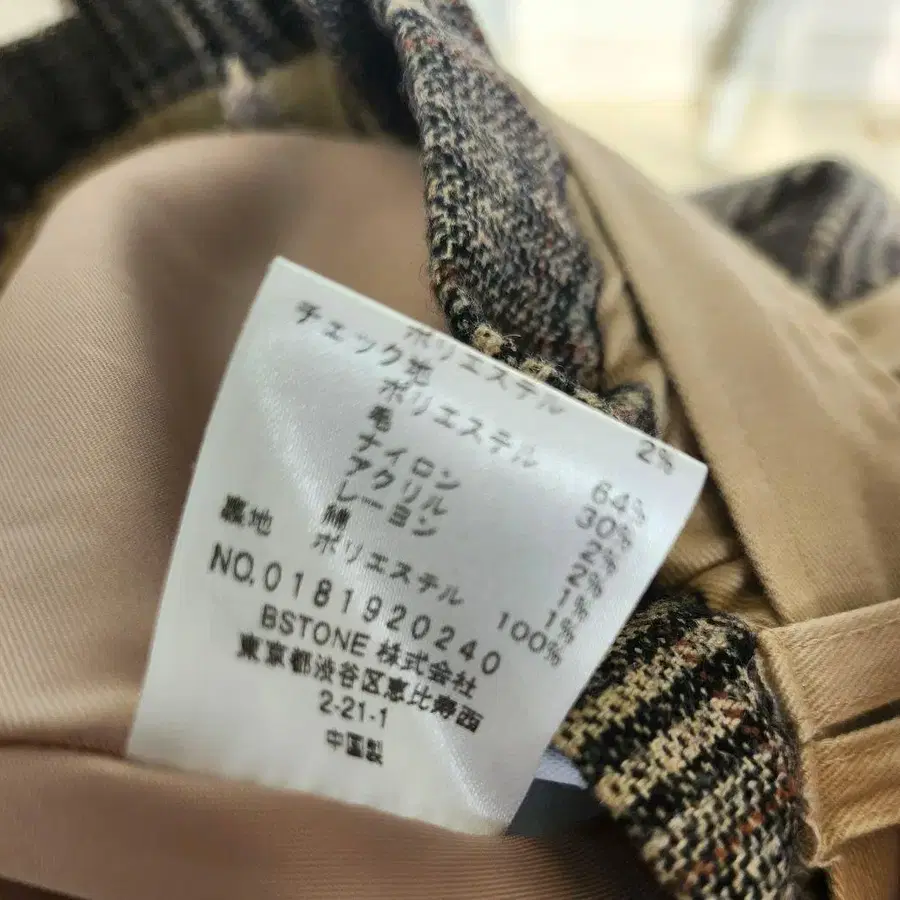 ポリエステル 2%
チェック地
ポリエステル 64%
毛 30%
ナイロン 2%
アクリル 2%
レーヨン 1%
綿 1%
裏地 ポリエステル 100%
NO.018192024０
BSTONE 株式会社
東京都渋谷区恵比寿西
2-21-1
中国製